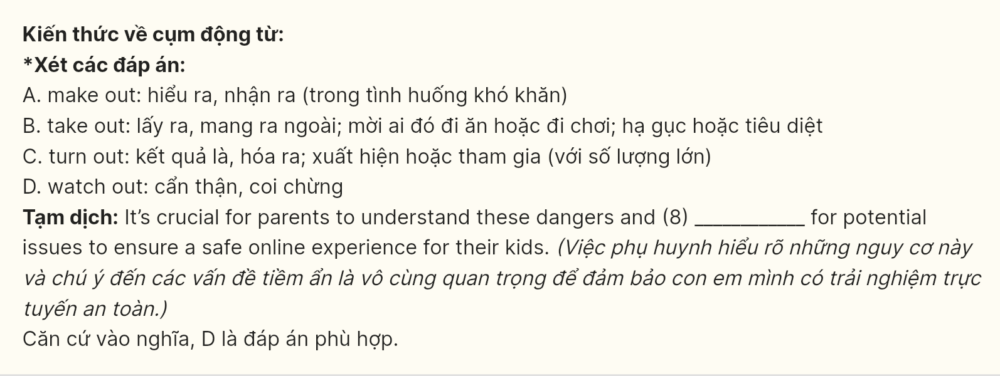 Kiến thức về cụm động từ:
*Xét các đáp án:
A. make out: hiểu ra, nhận ra (trong tình huống khó khăn)
B. take out: lấy ra, mang ra ngoài; mời ai đó đi ăn hoặc đi chơi; hạ gục hoặc tiêu diệt
C. turn out: kết quả là, hóa ra; xuất hiện hoặc tham gia (với số lượng lớn)
D. watch out: cẩn thận, coi chừng
Tạm dịch: It’s crucial for parents to understand these dangers and (8) ____________ for potential
issues to ensure a safe online experience for their kids. (Việc phụ huynh hiểu rõ những nguy cơ này
và chú ý đến các vấn đề tiềm ẩn là vô cùng quan trọng để đảm bảo con em mình có trải nghiệm trực
tuyến an toàn.)
Căn cứ vào nghĩa, D là đáp án phù hợp.